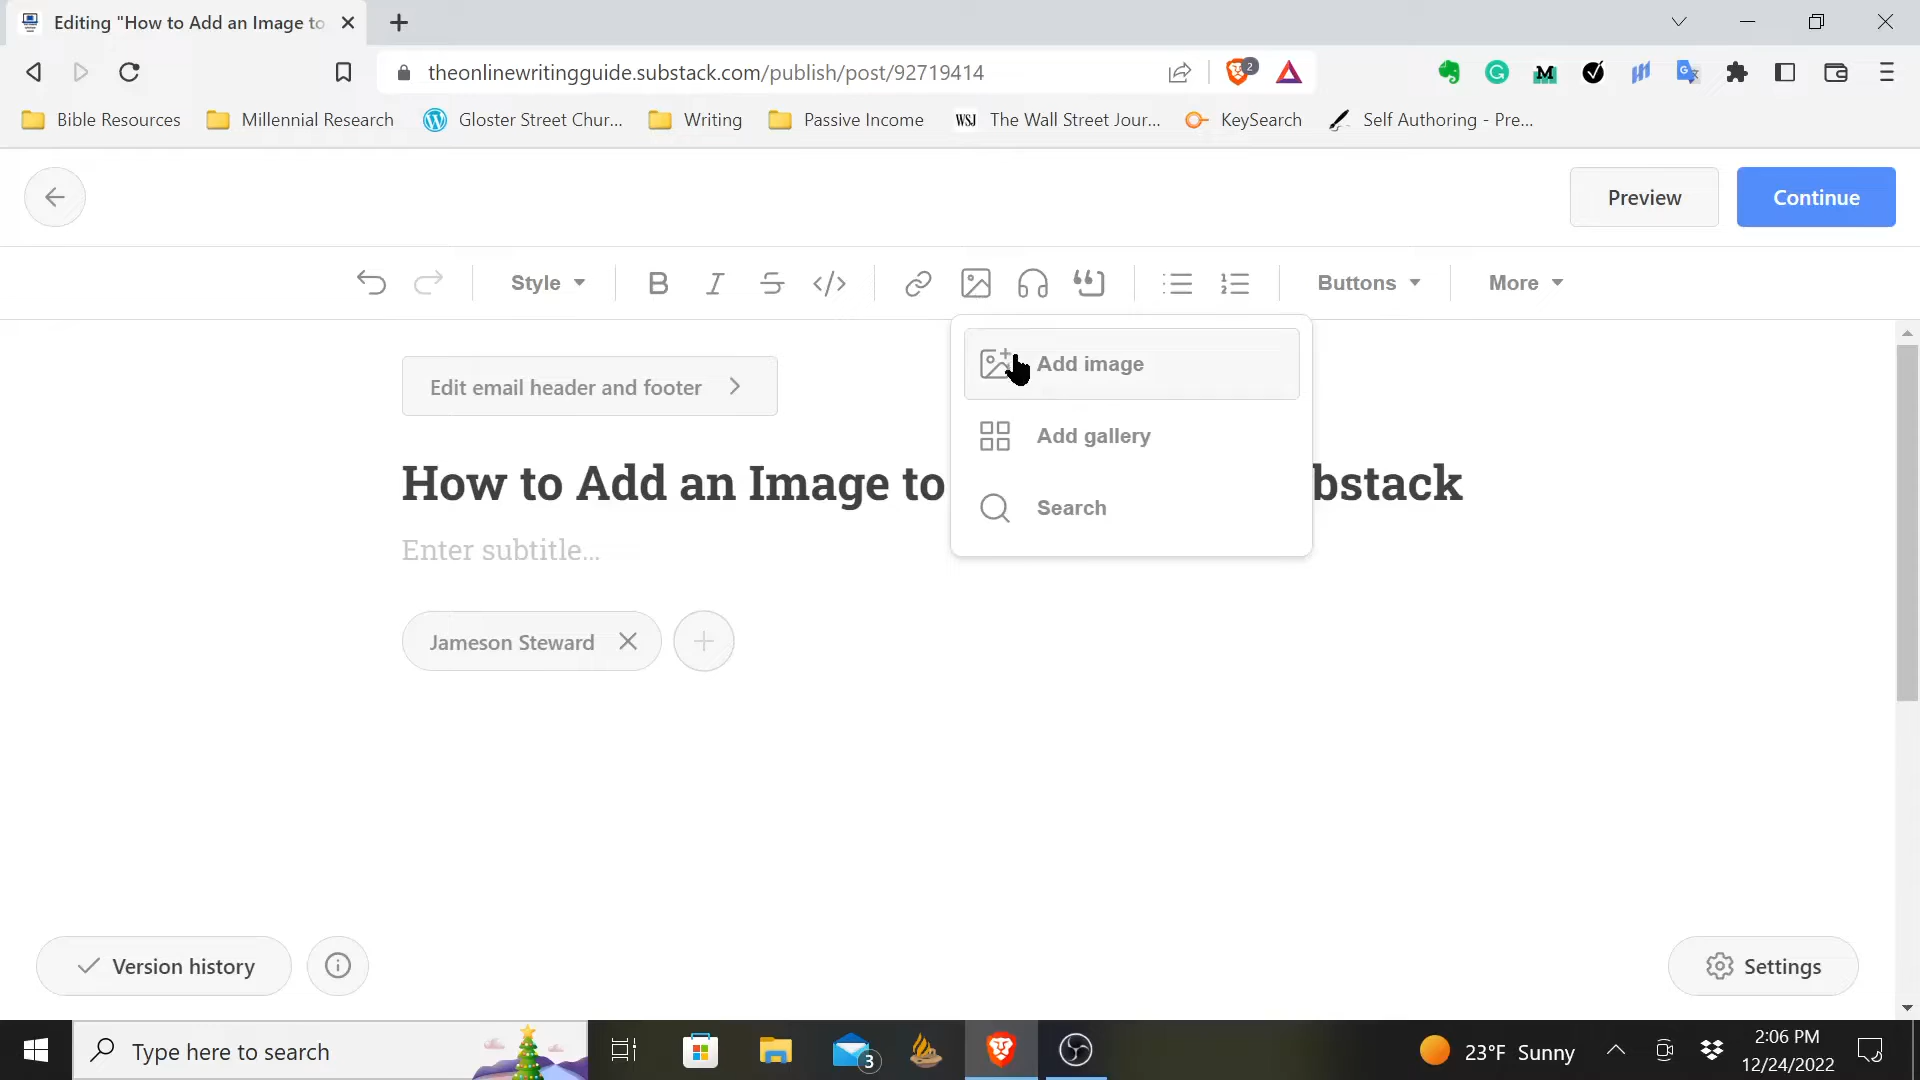 Editing "How to Add an Image to
theonlinewritingguide.substack.com/publish/post/92719414
2
Bible Resources
Millennial Research
Gloster Street Chur...
Writing
Passive Income
WSJ The Wall Street Jour...
KeySearch
Self Authoring - Pre...
Preview
Continue
Style
Buttons
More
Add image
Add gallery
Search
Edit email header and footer
How to Add an Image to bstack
Enter subtitle...
Jameson Steward
Version history
Settings
Type here to search
3
23°F Sunny
2:06 PM
12/24/2022